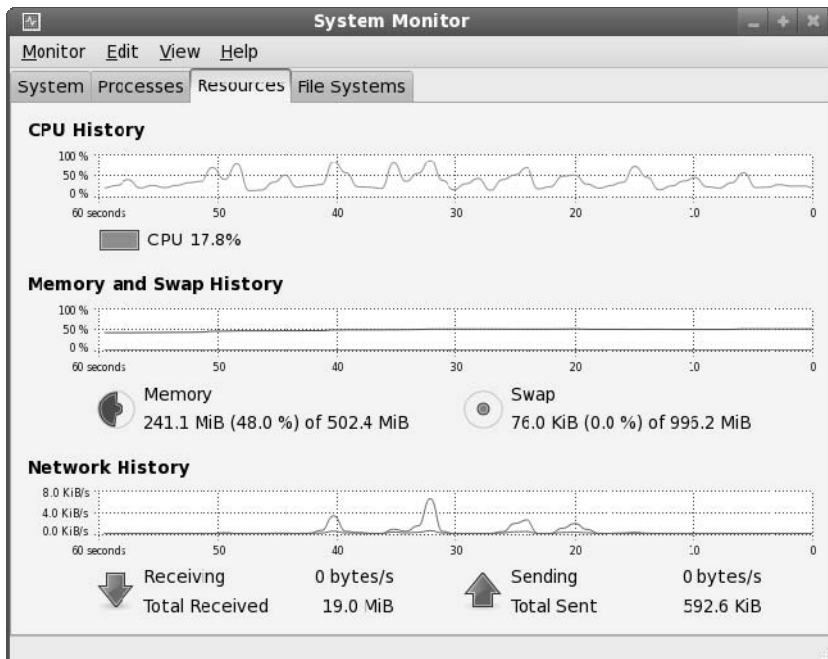 System Monitor
Monitor Edit View Help
System Processes Resources File Systems
CPU History
100 %
50 %
0 %
60 seconds 50 40 30 20 10 0
CPU 17.8%
Memory and Swap History
100 %
50 %
0 %
60 seconds 50 40 30 20 10 0
Memory Swap
241.1 MiB (48.0 %) of 502.4 MiB 76.0 KiB (0.0 %) of 996.2 MiB
Network History
8.0 KiB/s
4.0 KiB/s
0.0 KiB/s
60 seconds 50 40 30 20 10 0
Receiving 0 bytes/s Sending 0 bytes/s
Total Received 19.0 MiB Total Sent 592.6 KiB